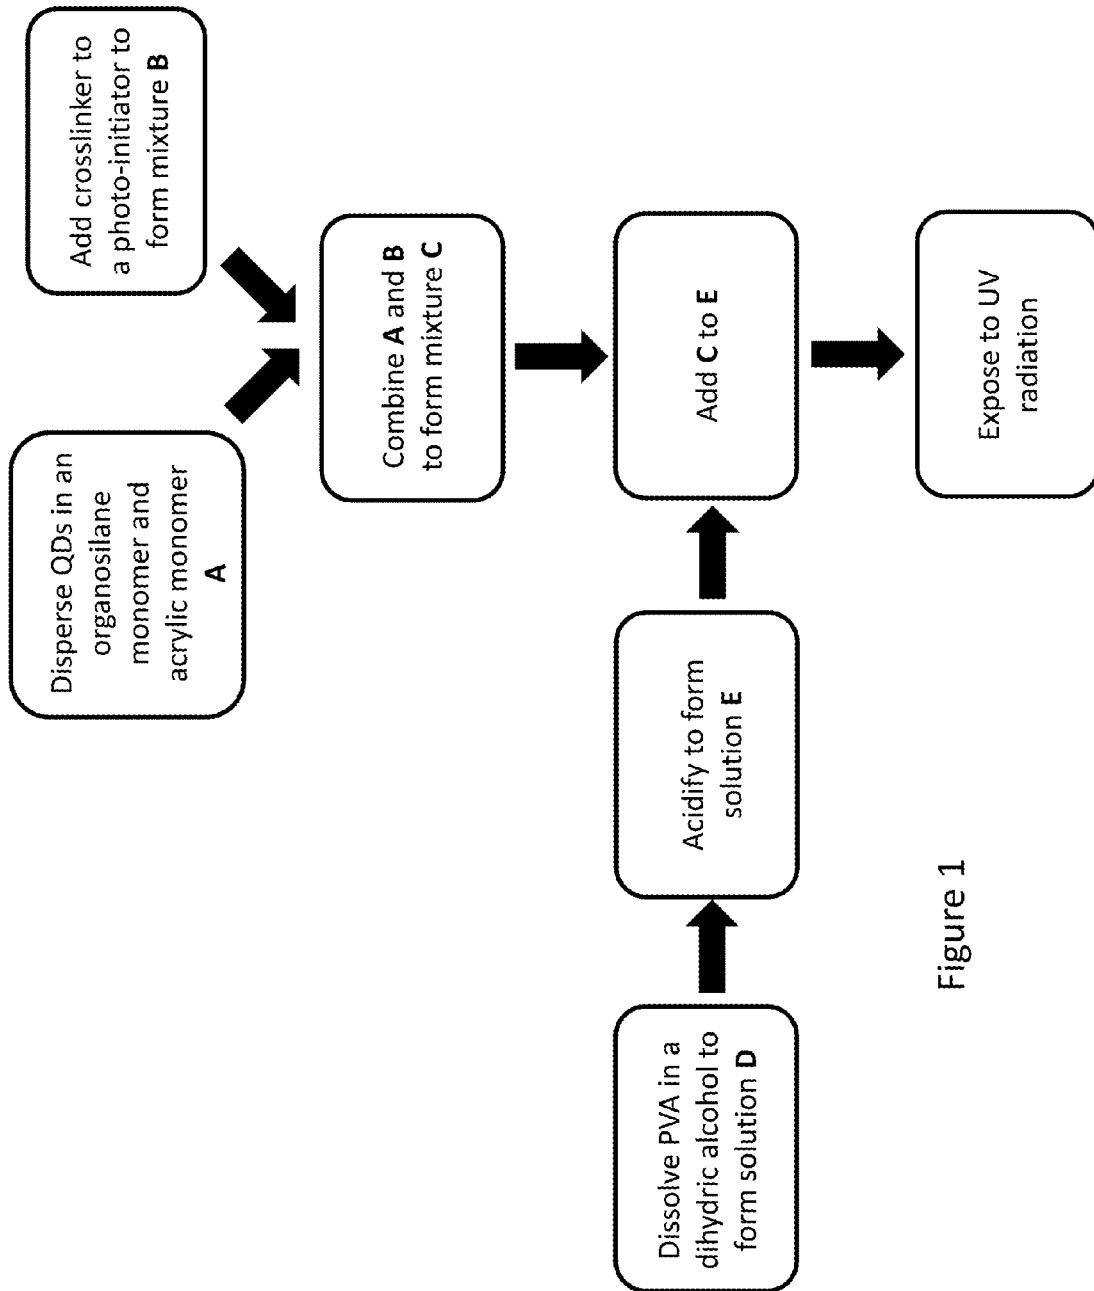 Disperse QDs in an
organosilane
monomer and
acrylic monomer
A
Add crosslinker to
a photo-initiator to
form mixture B
Combine A and B
to form mixture C
Dissolve PVA in a
dihydric alcohol to
form solution D
Acidify to form
solution E
Add C to E
Expose to UV
radiation
Figure 1